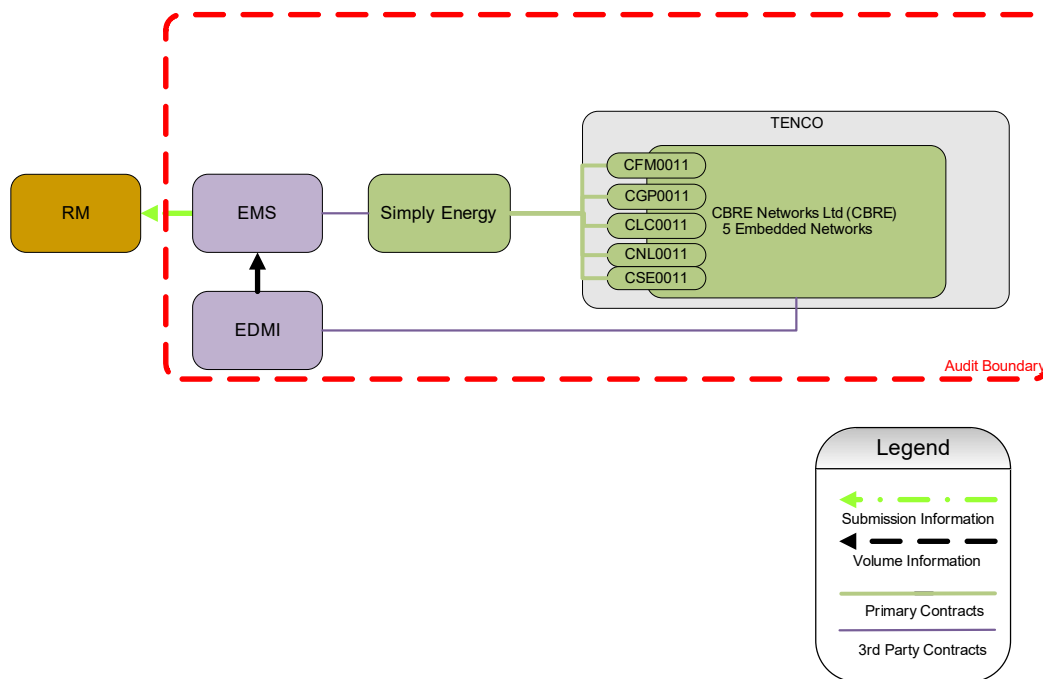 TENCO
CFM0011
CGP0011
CLC0011
CNL0011
CSE0011
CBRE Networks Ltd (CBRE)
5 Embedded Networks
RM
EMS
Simply Energy
EDMI
Audit Boundary
Legend
Submission Information
Volume Information
Primary Contracts
3rd Party Contracts